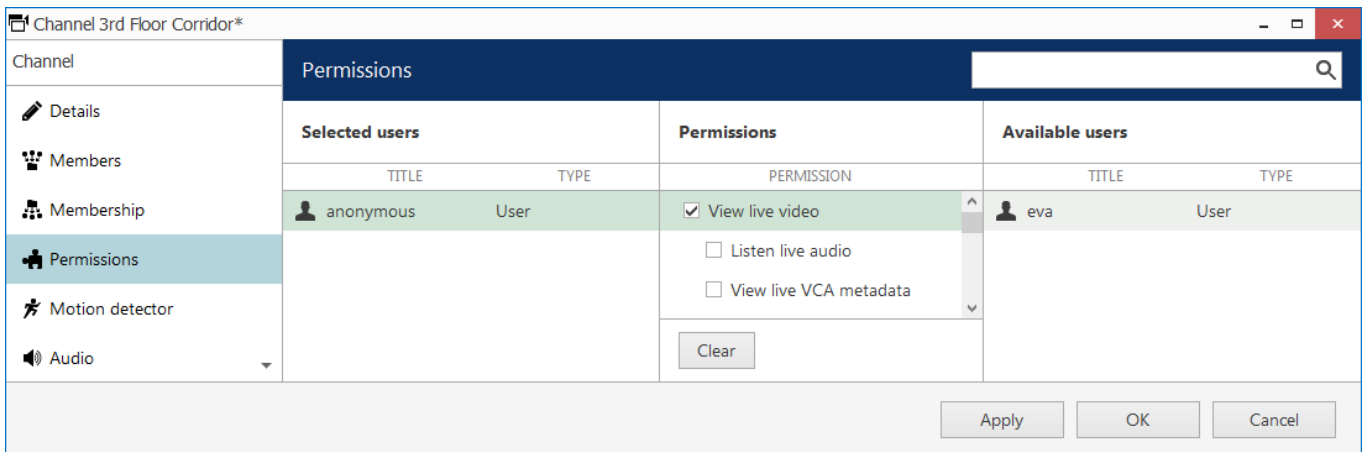 Channel 3rd Floor Corridor*
Channel
Details
Members
Membership
Permissions
Motion detector
Audio
Permissions
Selected users
TITLE TYPE
anonymous User
Permissions
PERMISSION
View live video
Listen live audio
View live VCA metadata
Clear
Available users
TITLE TYPE
eva User
Apply OK Cancel